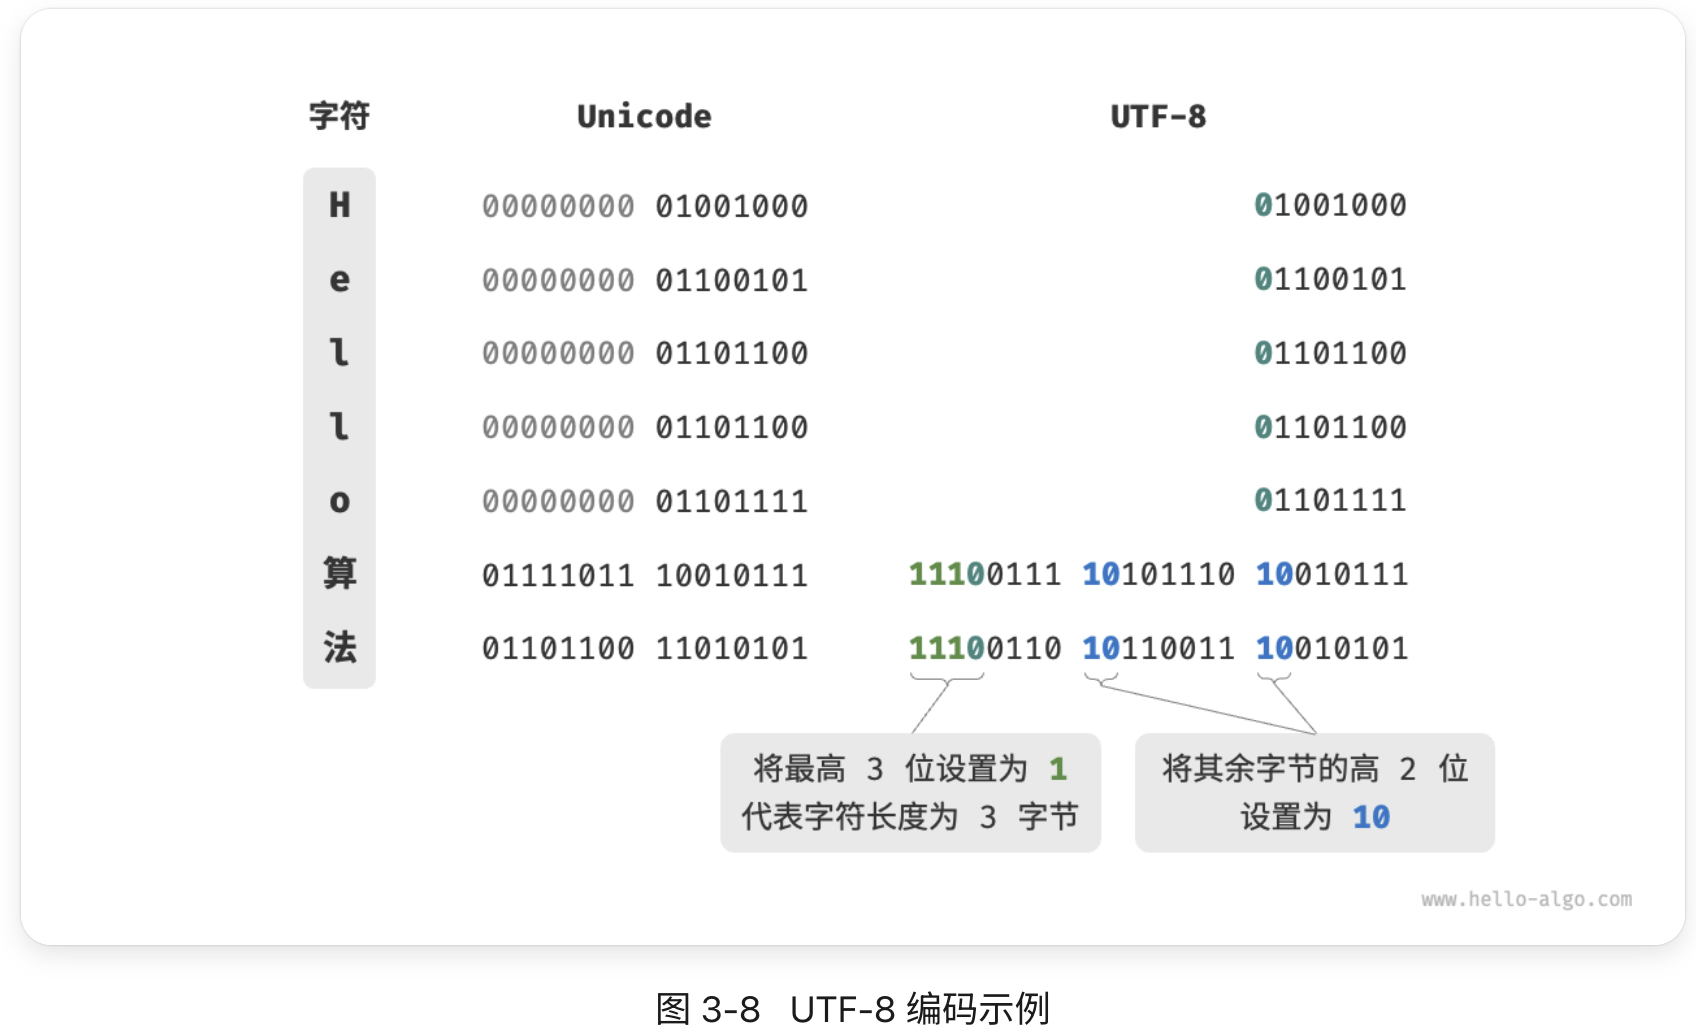 字符 Unicode UTF-8
H 00000000 01001000 01001000
e 00000000 01100101 01100101
l 00000000 01101100 01101100
l 00000000 01101100 01101100
o 00000000 01101111 01101111
算 01111011 10010111 11100111 10101110 10010111
法 01101100 11010101 11100110 10110011 10010101
将最高 3 位设置为 1
代表字符长度为 3 字节
将其余字节的高 2 位
设置为 10
www.hello-algo.com
图 3-8 UTF-8 编码示例